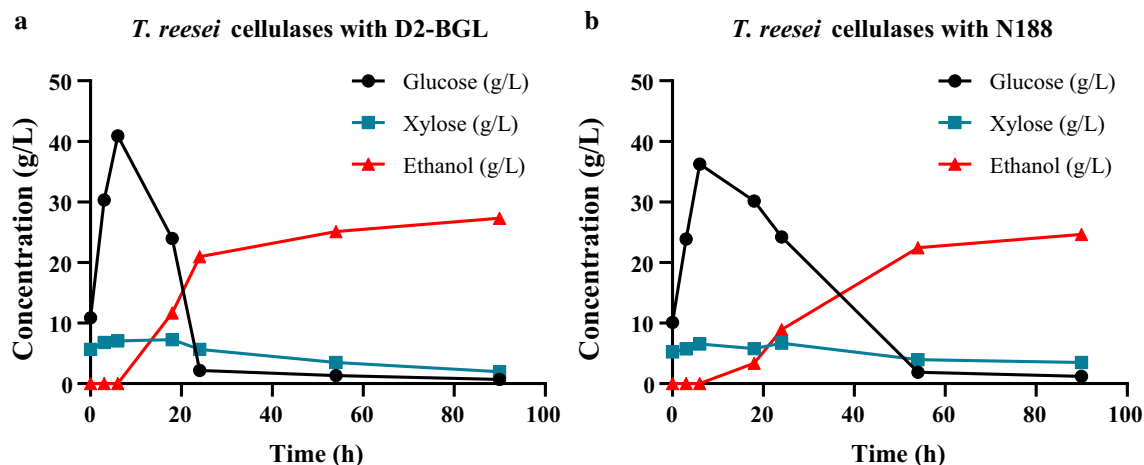 a
T. reesei cellulases with D2-BGL
Glucose (g/L)
Xylose (g/L)
Ethanol (g/L)
Concentration (g/L)
50
40
30
20
10
0
0 20 40 60 80 100
Time (h)
b
T. reesei cellulases with N188
Glucose (g/L)
Xylose (g/L)
Ethanol (g/L)
Concentration (g/L)
50
40
30
20
10
0
0 20 40 60 80 100
Time (h)